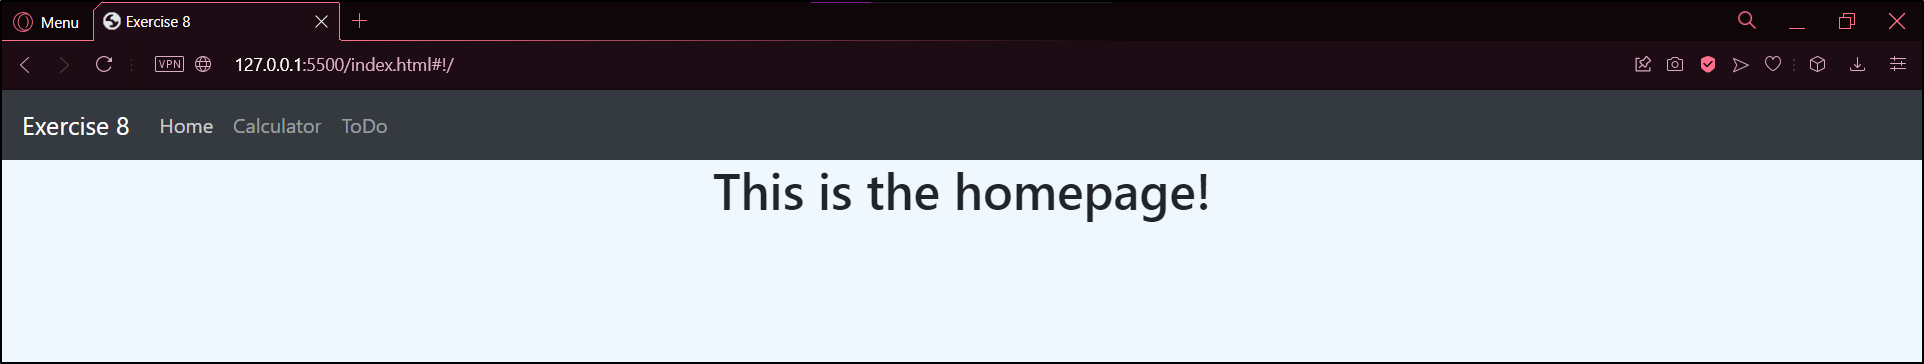 Menu
Exercise 8
VPN
127.0.0.1:5500/index.html#!/
Exercise 8 Home Calculator ToDo
This is the homepage!